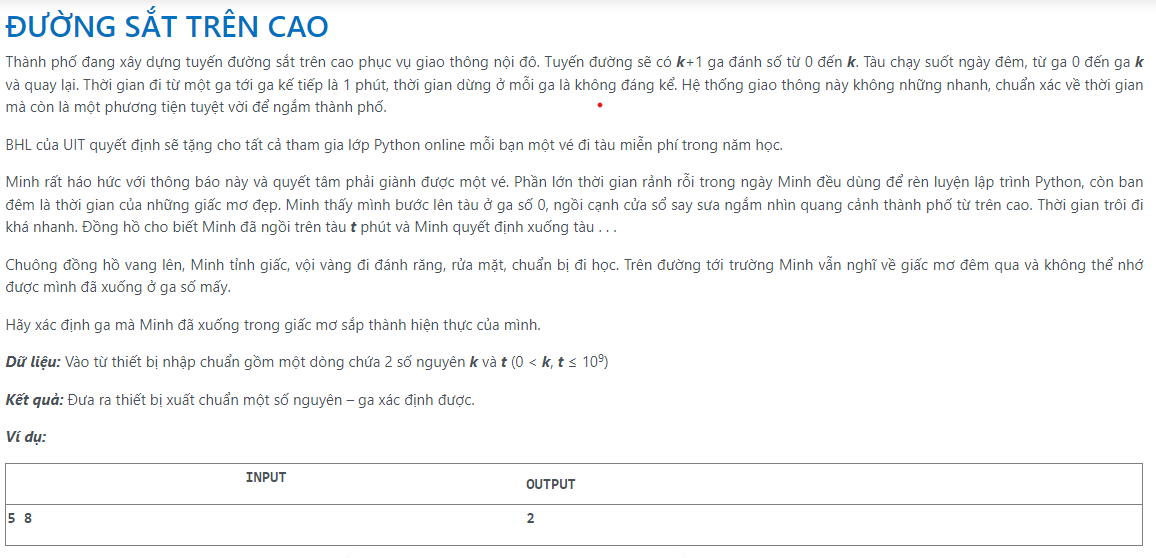 ĐƯỜNG SẮT TRÊN CAO
Thành phố đang xây dựng tuyến đường sắt trên cao phục vụ giao thông nội đô. Tuyến đường sẽ có k+1 ga đánh số từ 0 đến k. Tàu chạy suốt ngày đêm, từ ga 0 đến ga k
và quay lại. Thời gian đi từ một ga tới ga kế tiếp là 1 phút, thời gian dừng ở mỗi ga là không đáng kể. Hệ thống giao thông này không những nhanh, chuẩn xác về thời gian
mà còn là một phương tiện tuyệt vời để ngắm thành phố.
BHL của UIT quyết định sẽ tặng cho tất cả tham gia lớp Python online mỗi bạn một vé đi tàu miễn phí trong năm học.
Minh rất háo hức với thông báo này và quyết tâm phải giành được một vé. Phần lớn thời gian rảnh rỗi trong ngày Minh đều dùng để rèn luyện lập trình Python, còn ban
đêm là thời gian của những giấc mơ đẹp. Minh thấy mình bước lên tàu ở ga số 0, ngồi cạnh cửa sổ say sưa ngắm nhìn quang cảnh thành phố từ trên cao. Thời gian trôi đi
khá nhanh. Đồng hồ cho biết Minh đã ngồi trên tàu t phút và Minh quyết định xuống tàu . . .
Chuông đồng hồ vang lên, Minh tỉnh giấc, vội vàng đi đánh răng, rửa mặt, chuẩn bị đi học. Trên đường tới trường Minh vẫn nghĩ về giấc mơ đêm qua và không thể nhớ
được mình đã xuống ở ga số mấy.
Hãy xác định ga mà Minh đã xuống trong giấc mơ sắp thành hiện thực của mình.
Dữ liệu: Vào từ thiết bị nhập chuẩn gồm một dòng chứa 2 số nguyên k và t (0 < k, t ≤ 10⁹)
Kết quả: Đưa ra thiết bị xuất chuẩn một số nguyên – ga xác định được.
Ví dụ:
INPUT OUTPUT
5 8 2